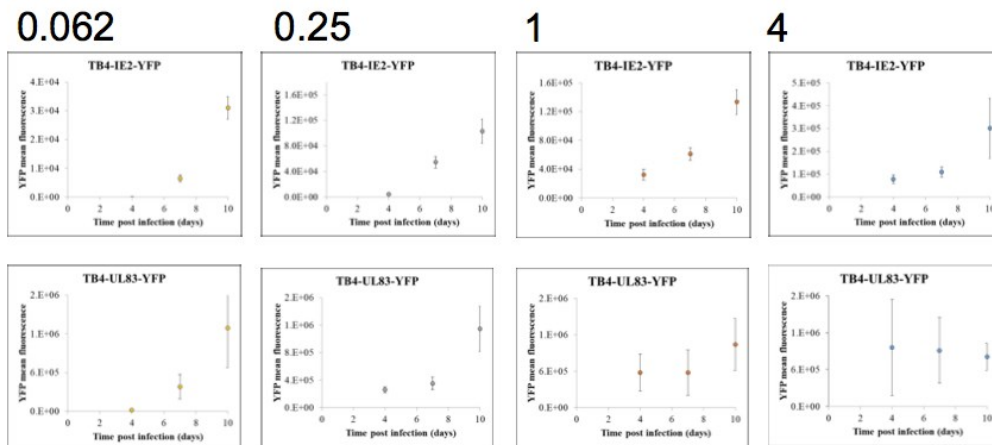 0.062
0.25
1
4
TB4-IE2-YFP
YFP mean fluorescence
4.E+04
3.E+04
2.E+04
1.E+04
0.E+00
0 2 4 6 8 10
Time post infection (days)
TB4-IE2-YFP
YFP mean fluorescence
1.6E+05
1.2E+05
8.0E+04
4.0E+04
0.0E+00
0 2 4 6 8 10
Time post infection (days)
TB4-IE2-YFP
YFP mean fluorescence
1.6E+05
1.2E+05
8.0E+04
4.0E+04
0.0E+00
0 2 4 6 8 10
Time post infection (days)
TB4-IE2-YFP
YFP mean fluorescence
5.E+05
4.E+05
3.E+05
2.E+05
1.E+05
0.E+00
0 2 4 6 8 10
Time post infection (days)
TB4-UL83-YFP
YFP mean fluorescence
2.E+06
1.E+06
6.E+05
0.E+00
0 2 4 6 8 10
Time post infection (days)
TB4-UL83-YFP
YFP mean fluorescence
2.E+06
1.E+06
8.E+05
4.E+05
0.E+00
0 2 4 6 8 10
Time post infection (days)
TB4-UL83-YFP
YFP mean fluorescence
2.E+06
1.E+06
6.E+05
0.E+00
0 2 4 6 8 10
Time post infection (days)
TB4-UL83-YFP
YFP mean fluorescence
2.E+06
1.E+06
6.E+05
0.E+00
0 2 4 6 8 10
Time post infection (days)